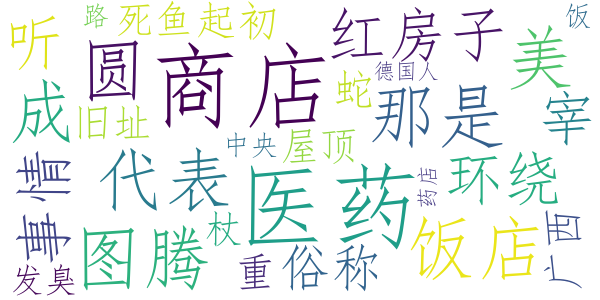 听
路
死鱼
起初
圆
商店
红房子
美
饭
成
旧址
蛇
德国人
那是
宰
中央
屋顶
事情
代表
医药
药店
环绕
发臭
图腾
杖
重
俗称
饭店
广西